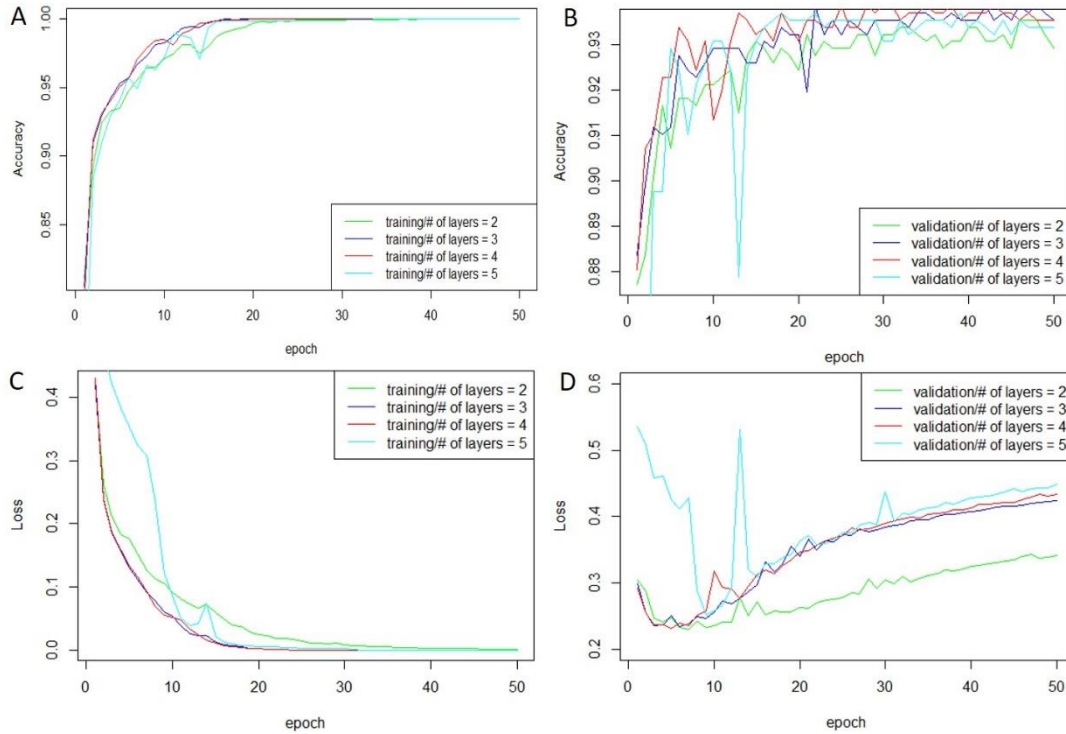 A
Accuracy
1.00
0.95
0.90
0.85
training/# of layers = 2
training/# of layers = 3
training/# of layers = 4
training/# of layers = 5
0 10 20 30 40 50
epoch
B
Accuracy
0.93
0.92
0.91
0.90
0.89
0.88
validation/# of layers = 2
validation/# of layers = 3
validation/# of layers = 4
validation/# of layers = 5
0 10 20 30 40 50
epoch
C
Loss
0.4
0.3
0.2
0.1
0.0
training/# of layers = 2
training/# of layers = 3
training/# of layers = 4
training/# of layers = 5
0 10 20 30 40 50
epoch
D
Loss
0.6
0.5
0.4
0.3
0.2
validation/# of layers = 2
validation/# of layers = 3
validation/# of layers = 4
validation/# of layers = 5
0 10 20 30 40 50
epoch